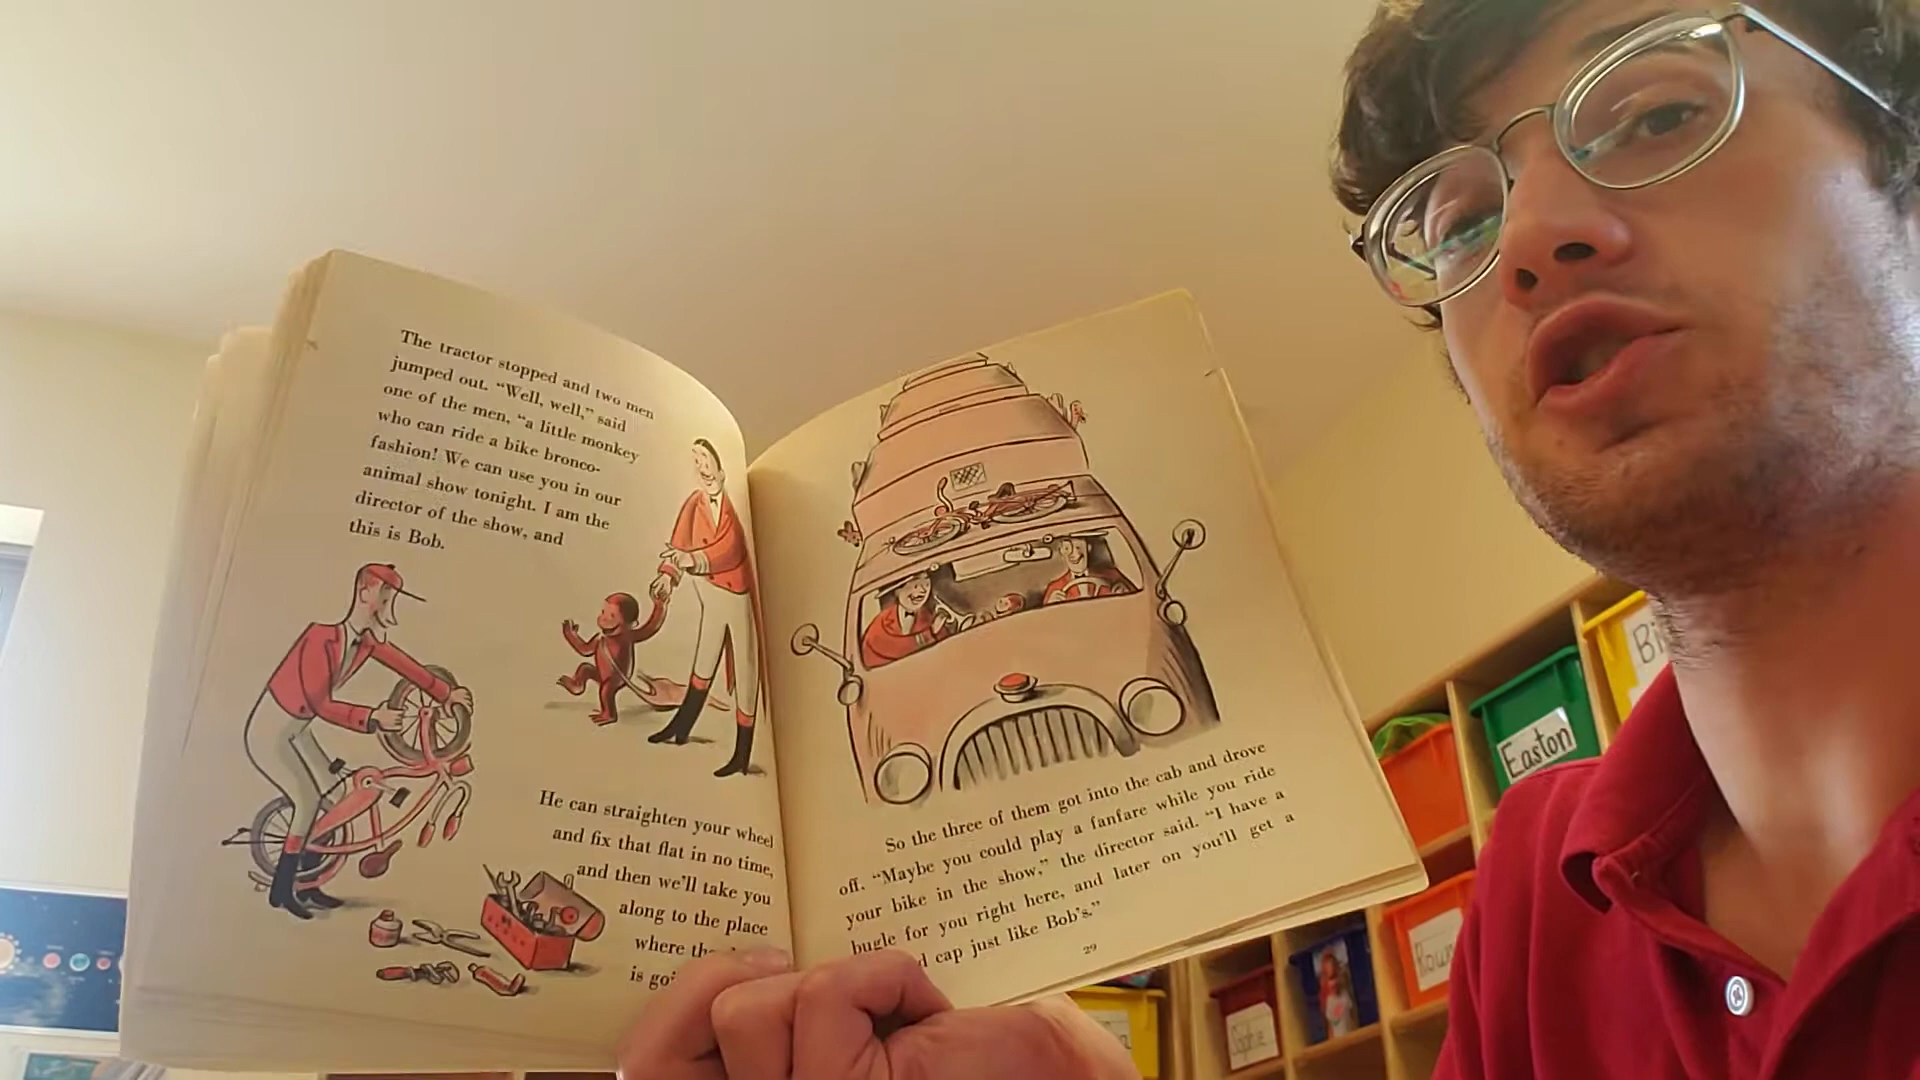 The tractor stopped and two men
jumped out. “Well, well,” said
one of the men, “a little monkey
who can ride a bike bronco-
fashion! We can use you in our
animal show tonight. I am the
director of the show, and
this is Bob.
He can straighten your wheel
and fix that flat in no time,
and then we’ll take you
along to the place
where the
is
So the three of them got into the cab and drove
off. “Maybe you could play a fanfare while you ride
your bike in the show,” the director said. “I have a
bugle for you right here, and later on you’ll get a
cap just like Bob’s.”
29
Easton
Sophie